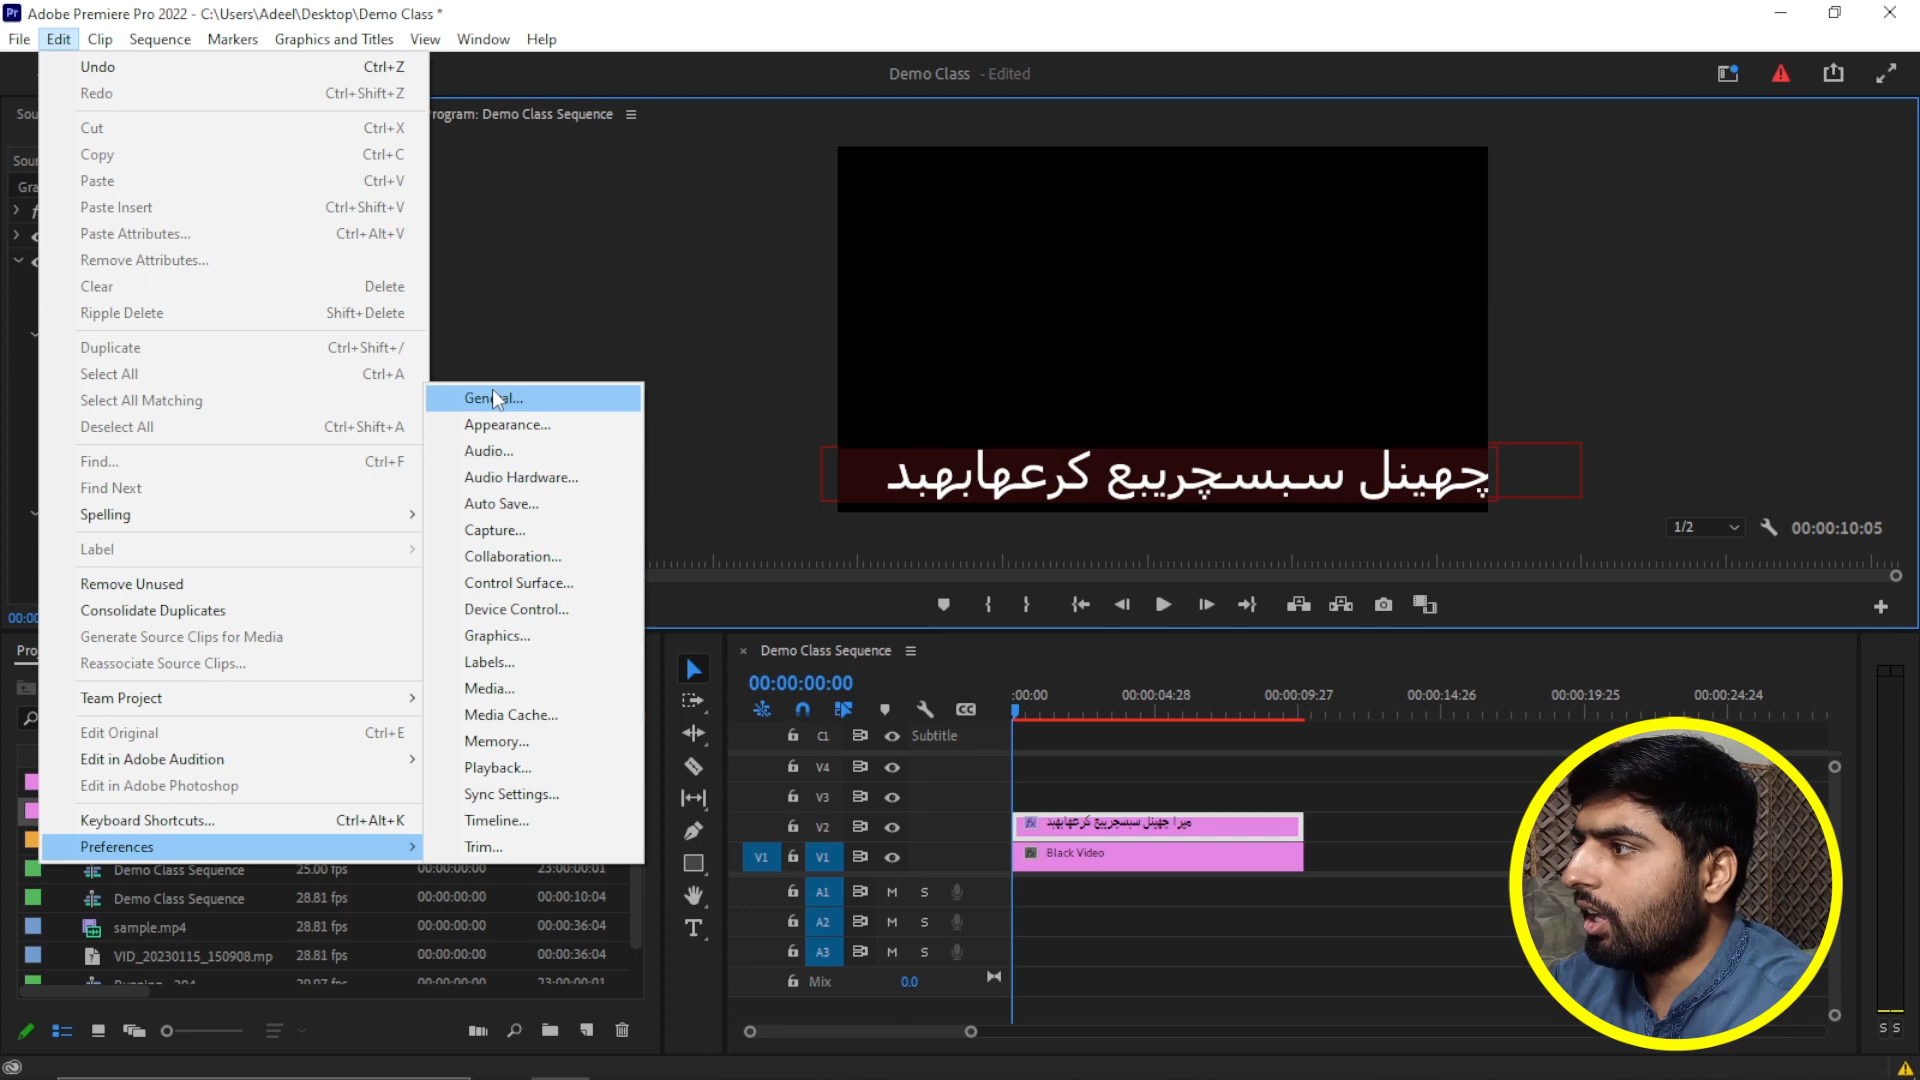 Pr Adobe Premiere Pro 2022 - C:\Users\Adeel\Desktop\Demo Class *
File Edit Clip Sequence Markers Graphics and Titles View Window Help
Demo Class - Edited
Undo Ctrl+Z
Redo Ctrl+Shift+Z
Cut Ctrl+X
Copy Ctrl+C
Paste Ctrl+V
Paste Insert Ctrl+Shift+V
Paste Attributes... Ctrl+Alt+V
Remove Attributes...
Clear Delete
Ripple Delete Shift+Delete
Duplicate Ctrl+Shift+/
Select All Ctrl+A
Select All Matching
Deselect All Ctrl+Shift+A
Find... Ctrl+F
Find Next
Spelling
Label
Remove Unused
Consolidate Duplicates
Generate Source Clips for Media
Reassociate Source Clips...
Team Project
Edit Original Ctrl+E
Edit in Adobe Audition
Edit in Adobe Photoshop
Keyboard Shortcuts... Ctrl+Alt+K
Preferences
General...
Appearance...
Audio...
Audio Hardware...
Auto Save...
Capture...
Collaboration...
Control Surface...
Device Control...
Graphics...
Labels...
Media...
Media Cache...
Memory...
Playback...
Sync Settings...
Timeline...
Trim...
rogram: Demo Class Sequence
چھینل سبسچریبع کرعھابھبد
1/2 00:00:10:05
Demo Class Sequence 25.00 fps 00:00:00:00 23:00:00:01
Demo Class Sequence 28.81 fps 00:00:00:00 00:00:10:04
sample.mp4 28.81 fps 00:00:00:00 00:00:36:04
VID_20230115_150908.mp 28.81 fps 00:00:00:00 00:00:36:04
Demo Class Sequence
00:00:00:00
:00:00 00:00:04:28 00:00:09:27 00:00:14:26 00:00:19:25 00:00:24:24
C1 Subtitle
V4
V3
V2 میرا چھینل سبسچریبع کرعھابھبد
V1 V1 Black Video
A1 M S
A2 M S
A3 M S
Mix 0.0
S S